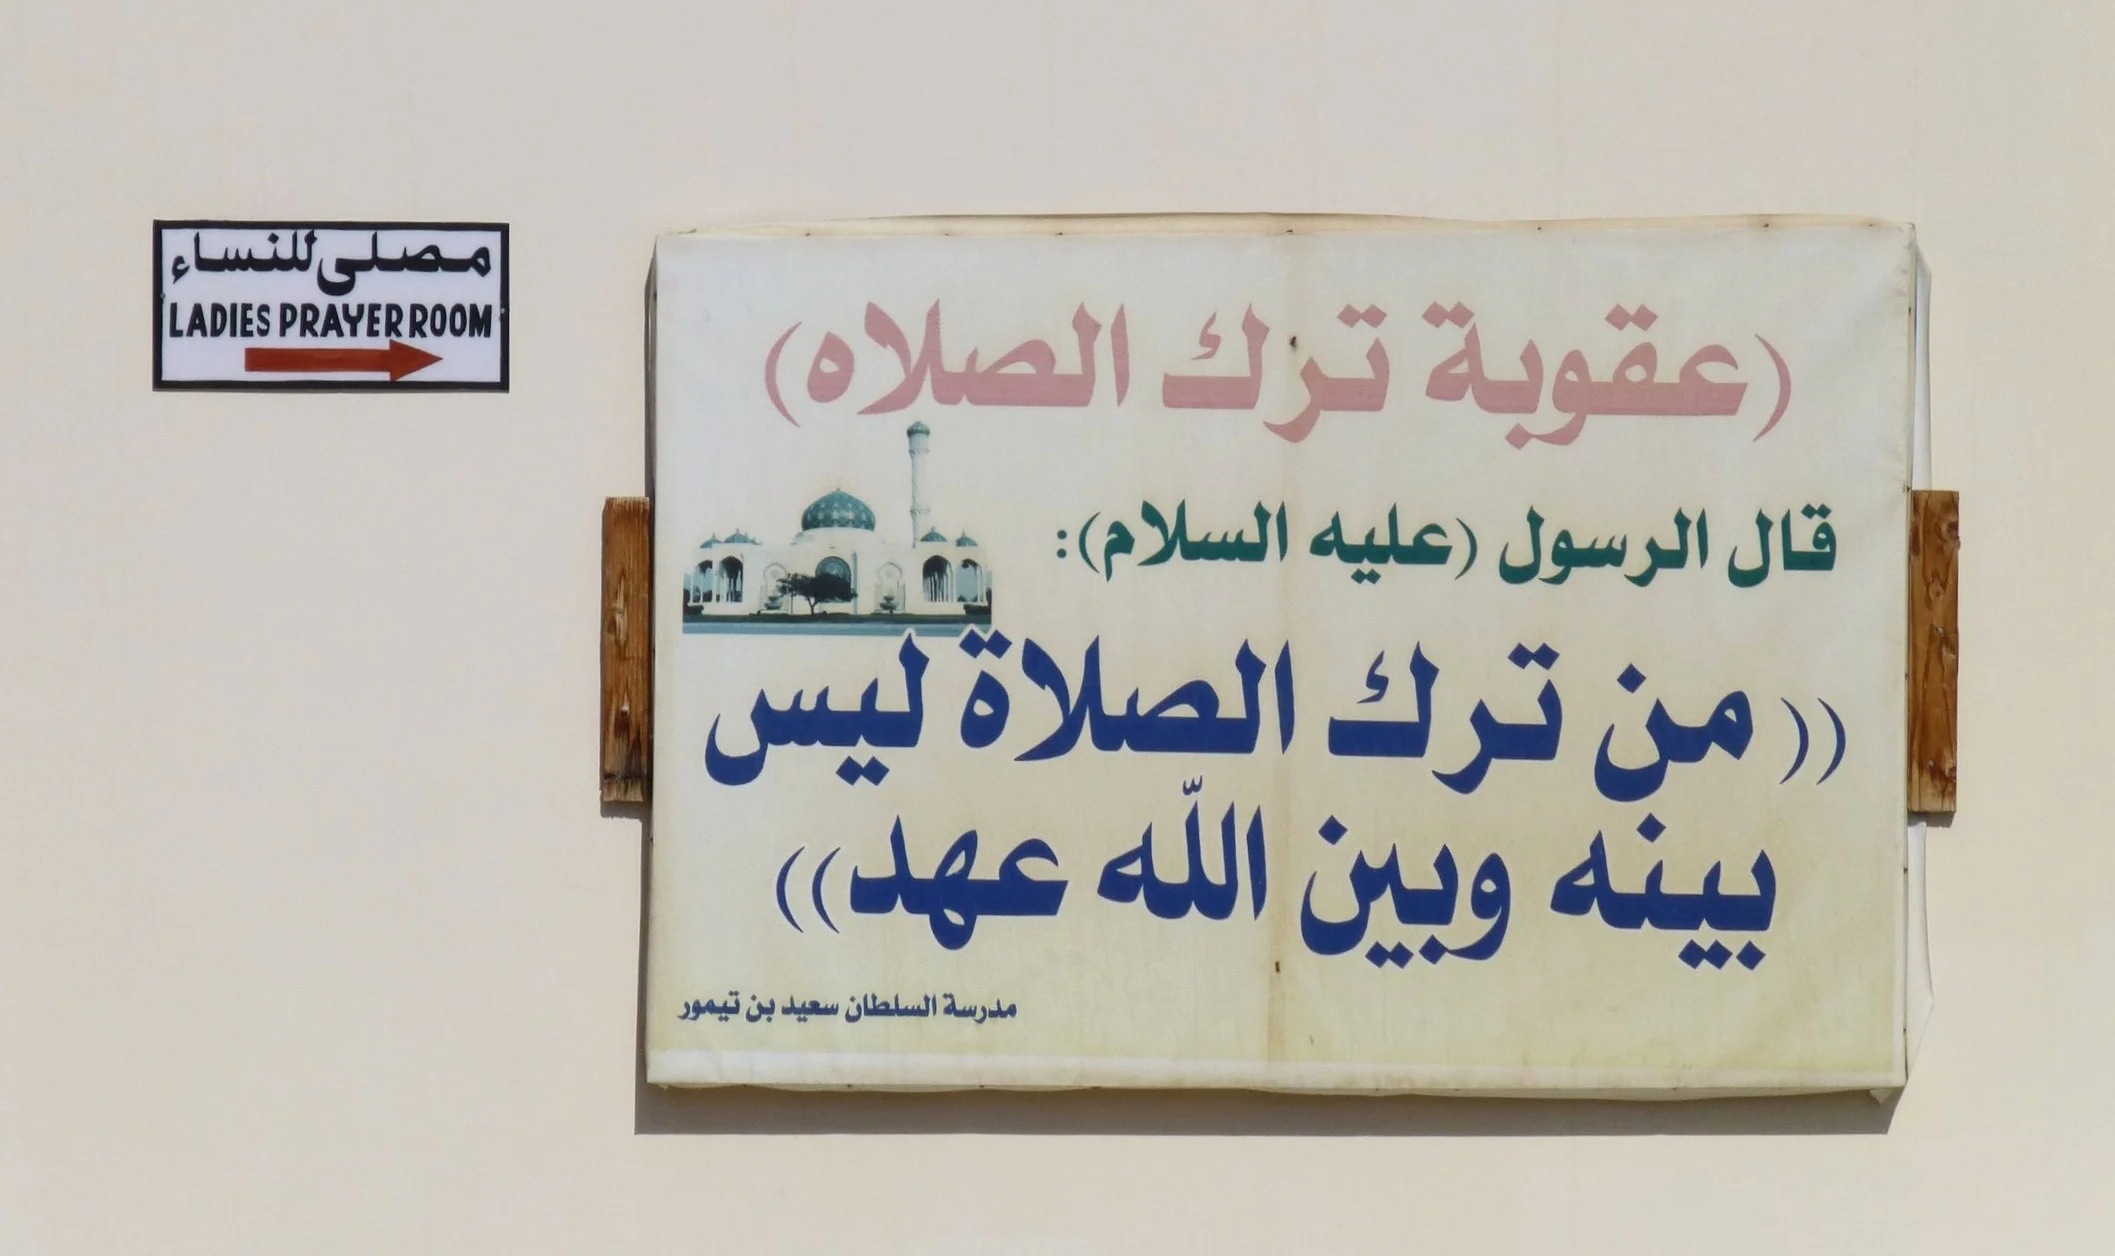 مصلى للنساء
LADIES PRAYER ROOM
(عقوبة ترك الصلاه)
قال الرسول (عليه السلام):
((من ترك الصلاة ليس
بينه وبين الله عهد))
مدرسة السلطان سعيد بن تيمور